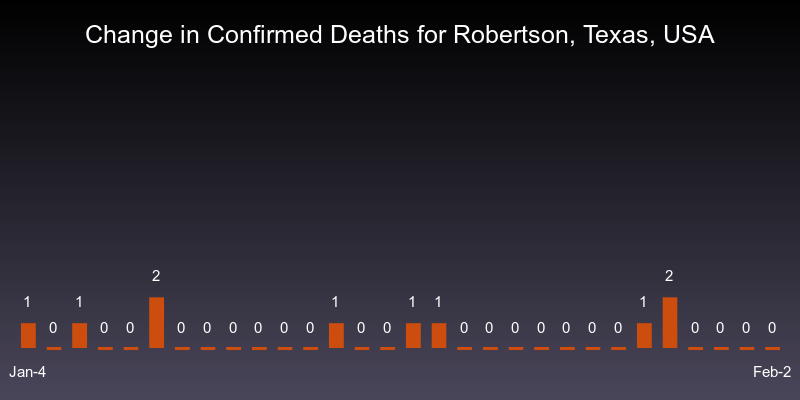 Change in Confirmed Deaths for Robertson, Texas, USA
2 2
1 1 1 1 1 1
0 0 0 0 0 0 0 0 0 0 0 0 0 0 0 0 0 0 0 0 0 0
Jan-4 Feb-2